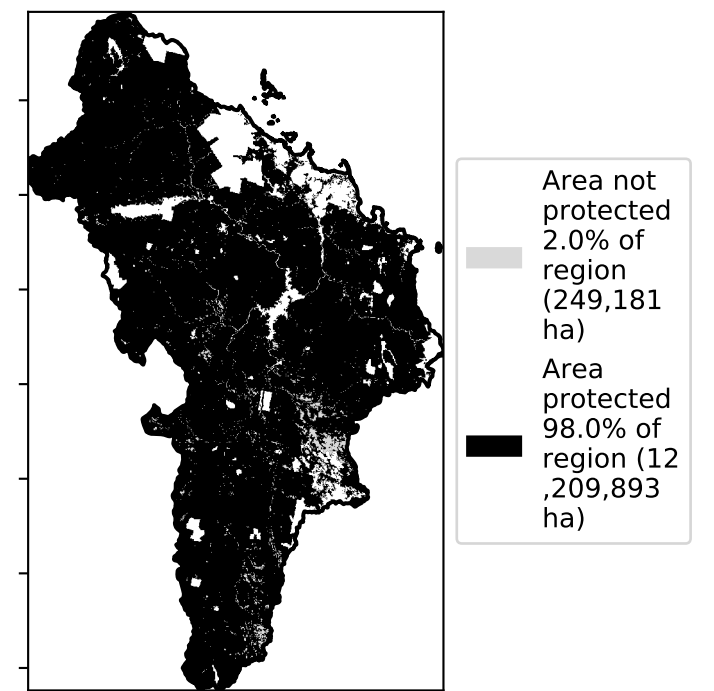 Area not
protected
2.0% of
region
(249,181
ha)
Area
protected
98.0% of
region (12
,209,893
ha)